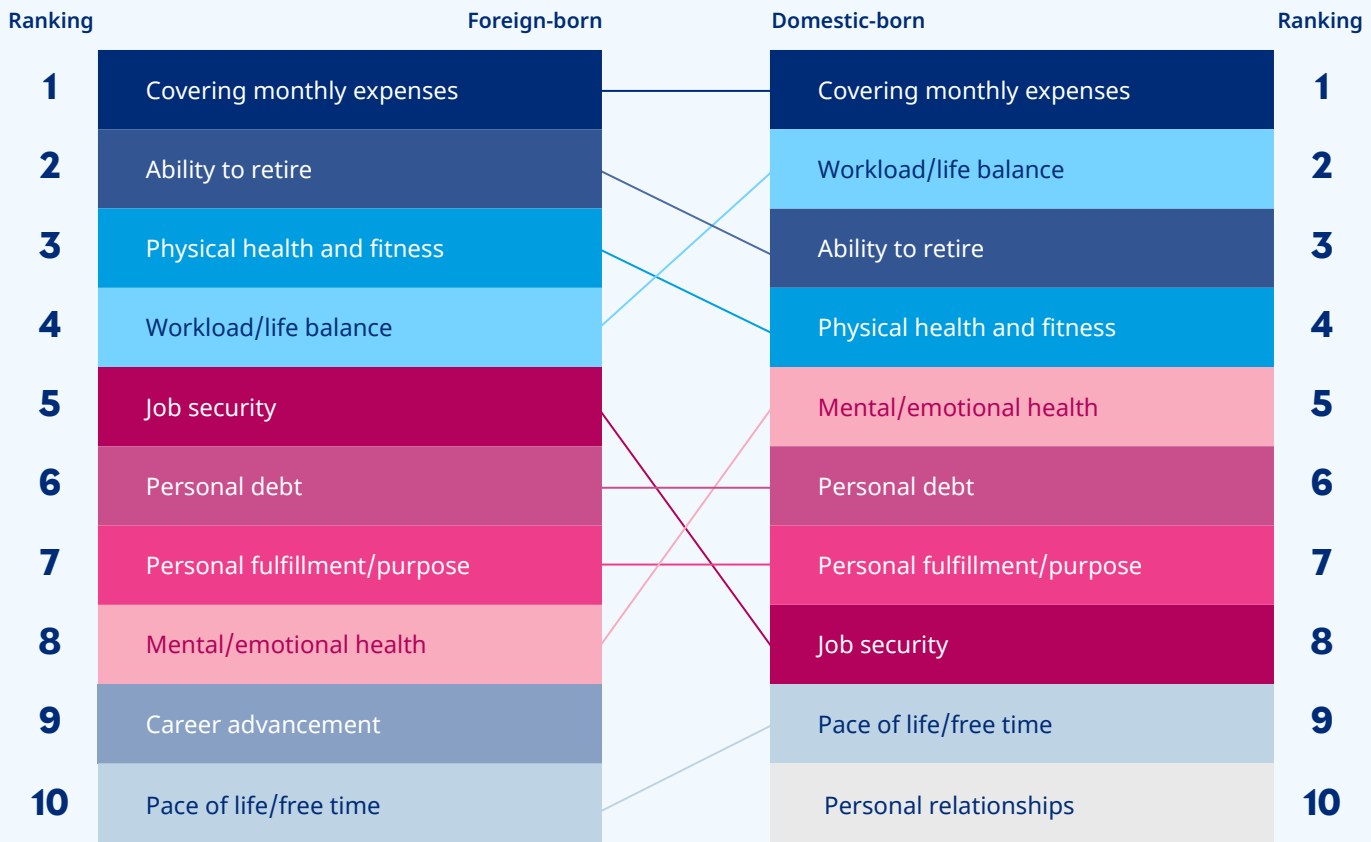 Ranking Foreign-born Domestic-born Ranking
1 Covering monthly expenses Covering monthly expenses 1
2 Ability to retire Workload/life balance 2
3 Physical health and fitness Ability to retire 3
4 Workload/life balance Physical health and fitness 4
5 Job security Mental/emotional health 5
6 Personal debt Personal debt 6
7 Personal fulfillment/purpose Personal fulfillment/purpose 7
8 Mental/emotional health Job security 8
9 Career advancement Pace of life/free time 9
10 Pace of life/free time Personal relationships 10